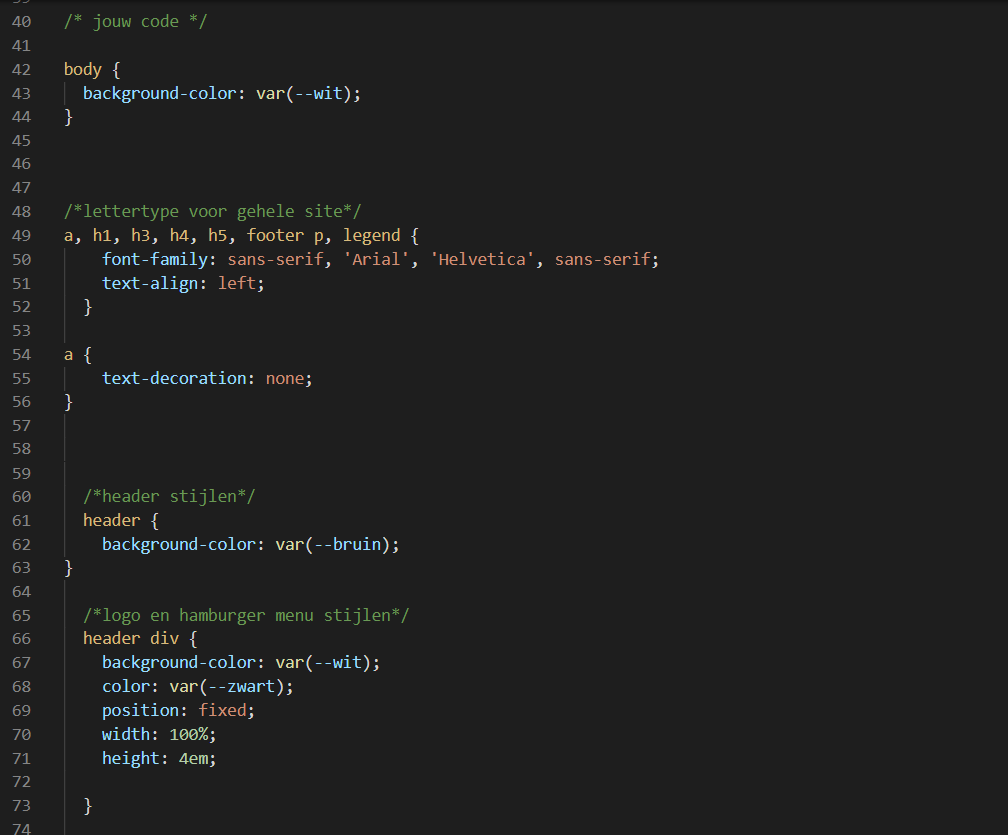 40 /* jouw code */
41
42 body {
43 background-color: var(--wit);
44 }
45
46
47
48 /*lettertype voor gehele site*/
49 a, h1, h3, h4, h5, footer p, legend {
50 font-family: sans-serif, 'Arial', 'Helvetica', sans-serif;
51 text-align: left;
52 }
53
54 a {
55 text-decoration: none;
56 }
57
58
59
60 /*header stijlen*/
61 header {
62 background-color: var(--bruin);
63 }
64
65 /*logo en hamburger menu stijlen*/
66 header div {
67 background-color: var(--wit);
68 color: var(--zwart);
69 position: fixed;
70 width: 100%;
71 height: 4em;
72
73 }
74